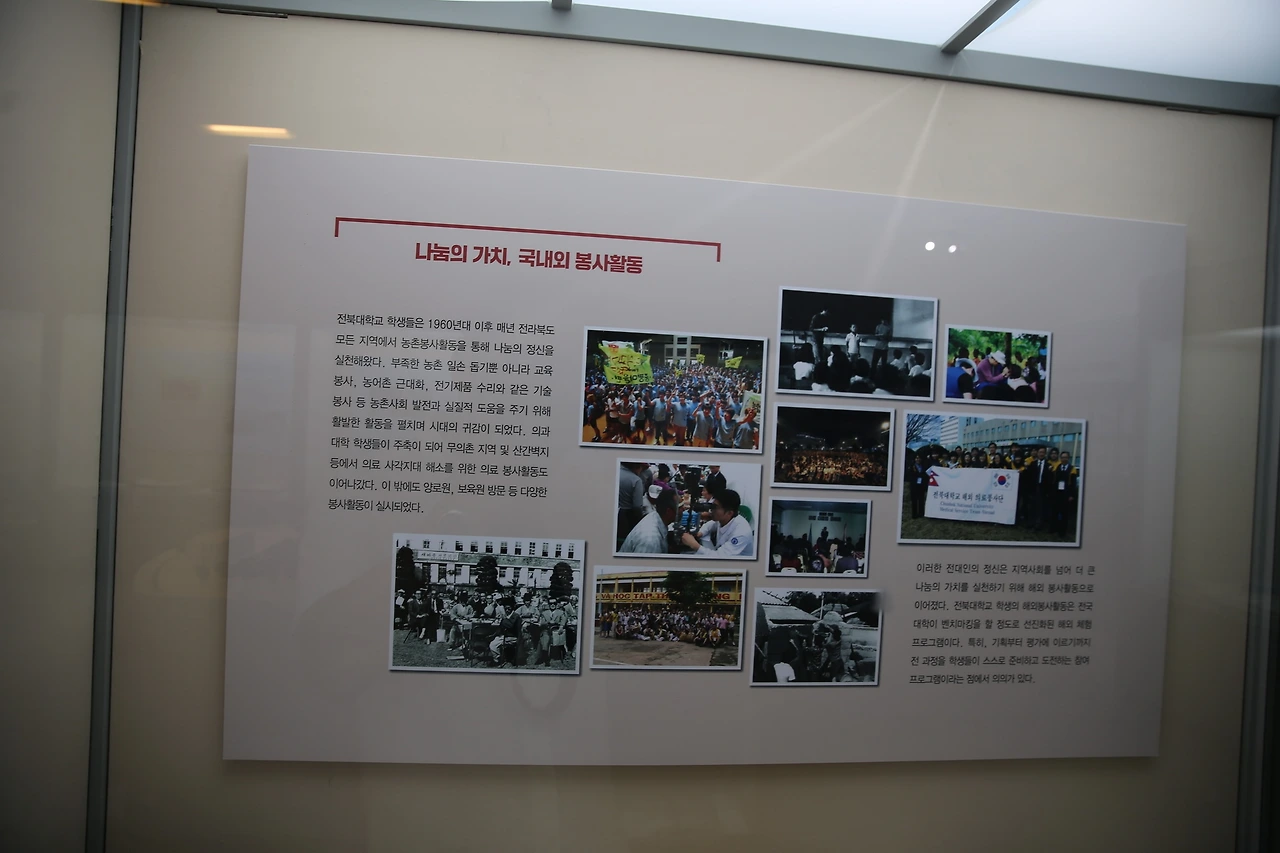 나눔의 가치, 국내외 봉사활동
전북대학교 학생들은 1960년대 이후 매년 전라북도
모든 지역에서 농촌봉사활동을 통해 나눔의 정신을
실천해왔다. 부족한 농촌 일손 돕기뿐 아니라 교육
봉사, 농어촌 근대화, 전기제품 수리와 같은 기술
봉사 등 농촌사회 발전과 실질적 도움을 주기 위해
활발한 활동을 펼치며 시대의 귀감이 되었다. 의과
대학 학생들이 주축이 되어 무의촌 지역 및 산간벽지
등에서 의료 사각지대 해소를 위한 의료 봉사활동도
이어나갔다. 이 밖에도 양로원, 보육원 방문 등 다양한
봉사활동이 실시되었다.
전북대학교 해외 의료봉사단
Chonbuk National University
VÀ HỌC TẬP
이러한 전대인의 정신은 지역사회를 넘어 더 큰
나눔의 가치를 실천하기 위해 해외 봉사활동으로
이어졌다. 전북대학교 학생의 해외봉사활동은 전국
대학이 벤치마킹을 할 정도로 선진화된 해외 체험
프로그램이다. 특히, 기획부터 평가에 이르기까지
전 과정을 학생들이 스스로 준비하고 도전하는 참여
프로그램이라는 점에서 의의가 있다.